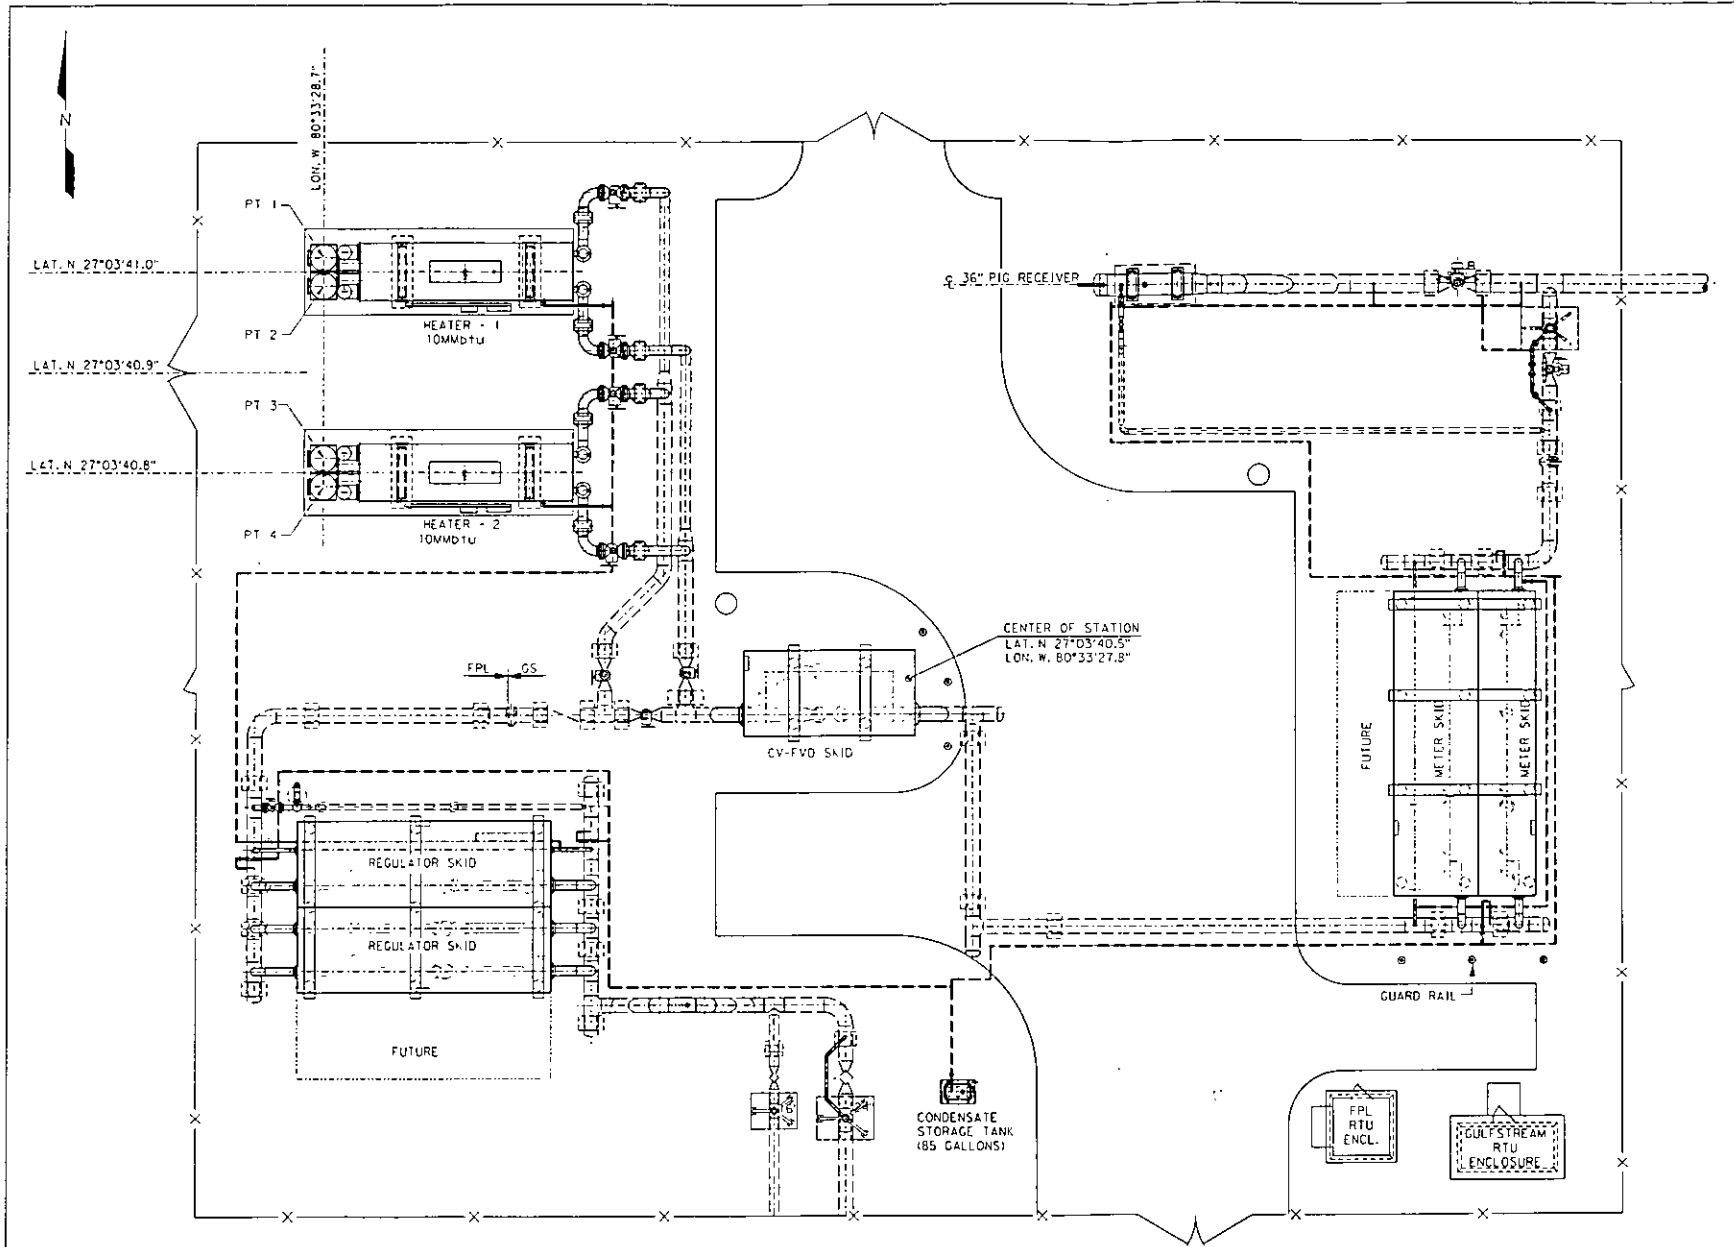 N
LON. W 80°33'28.7"
PT 1
LAT. N 27°03'41.0"
PT 2
HEATER - 1
10MMBTU
LAT. N 27°03'40.9"
PT 3
LAT. N 27°03'40.8"
PT 4
HEATER - 2
10MMBTU
℄ 36" PIG RECEIVER
CENTER OF STATION
LAT. N 27°03'40.5"
LON. W. 80°33'27.8"
FPL
GS
CV-FVD SKID
FUTURE
METER SKID
METER SKID
REGULATOR SKID
REGULATOR SKID
FUTURE
GUARD RAIL
CONDENSATE
STORAGE TANK
(85 GALLONS)
FPL
RTU
ENCL.
GULFSTREAM
RTU
ENCLOSURE